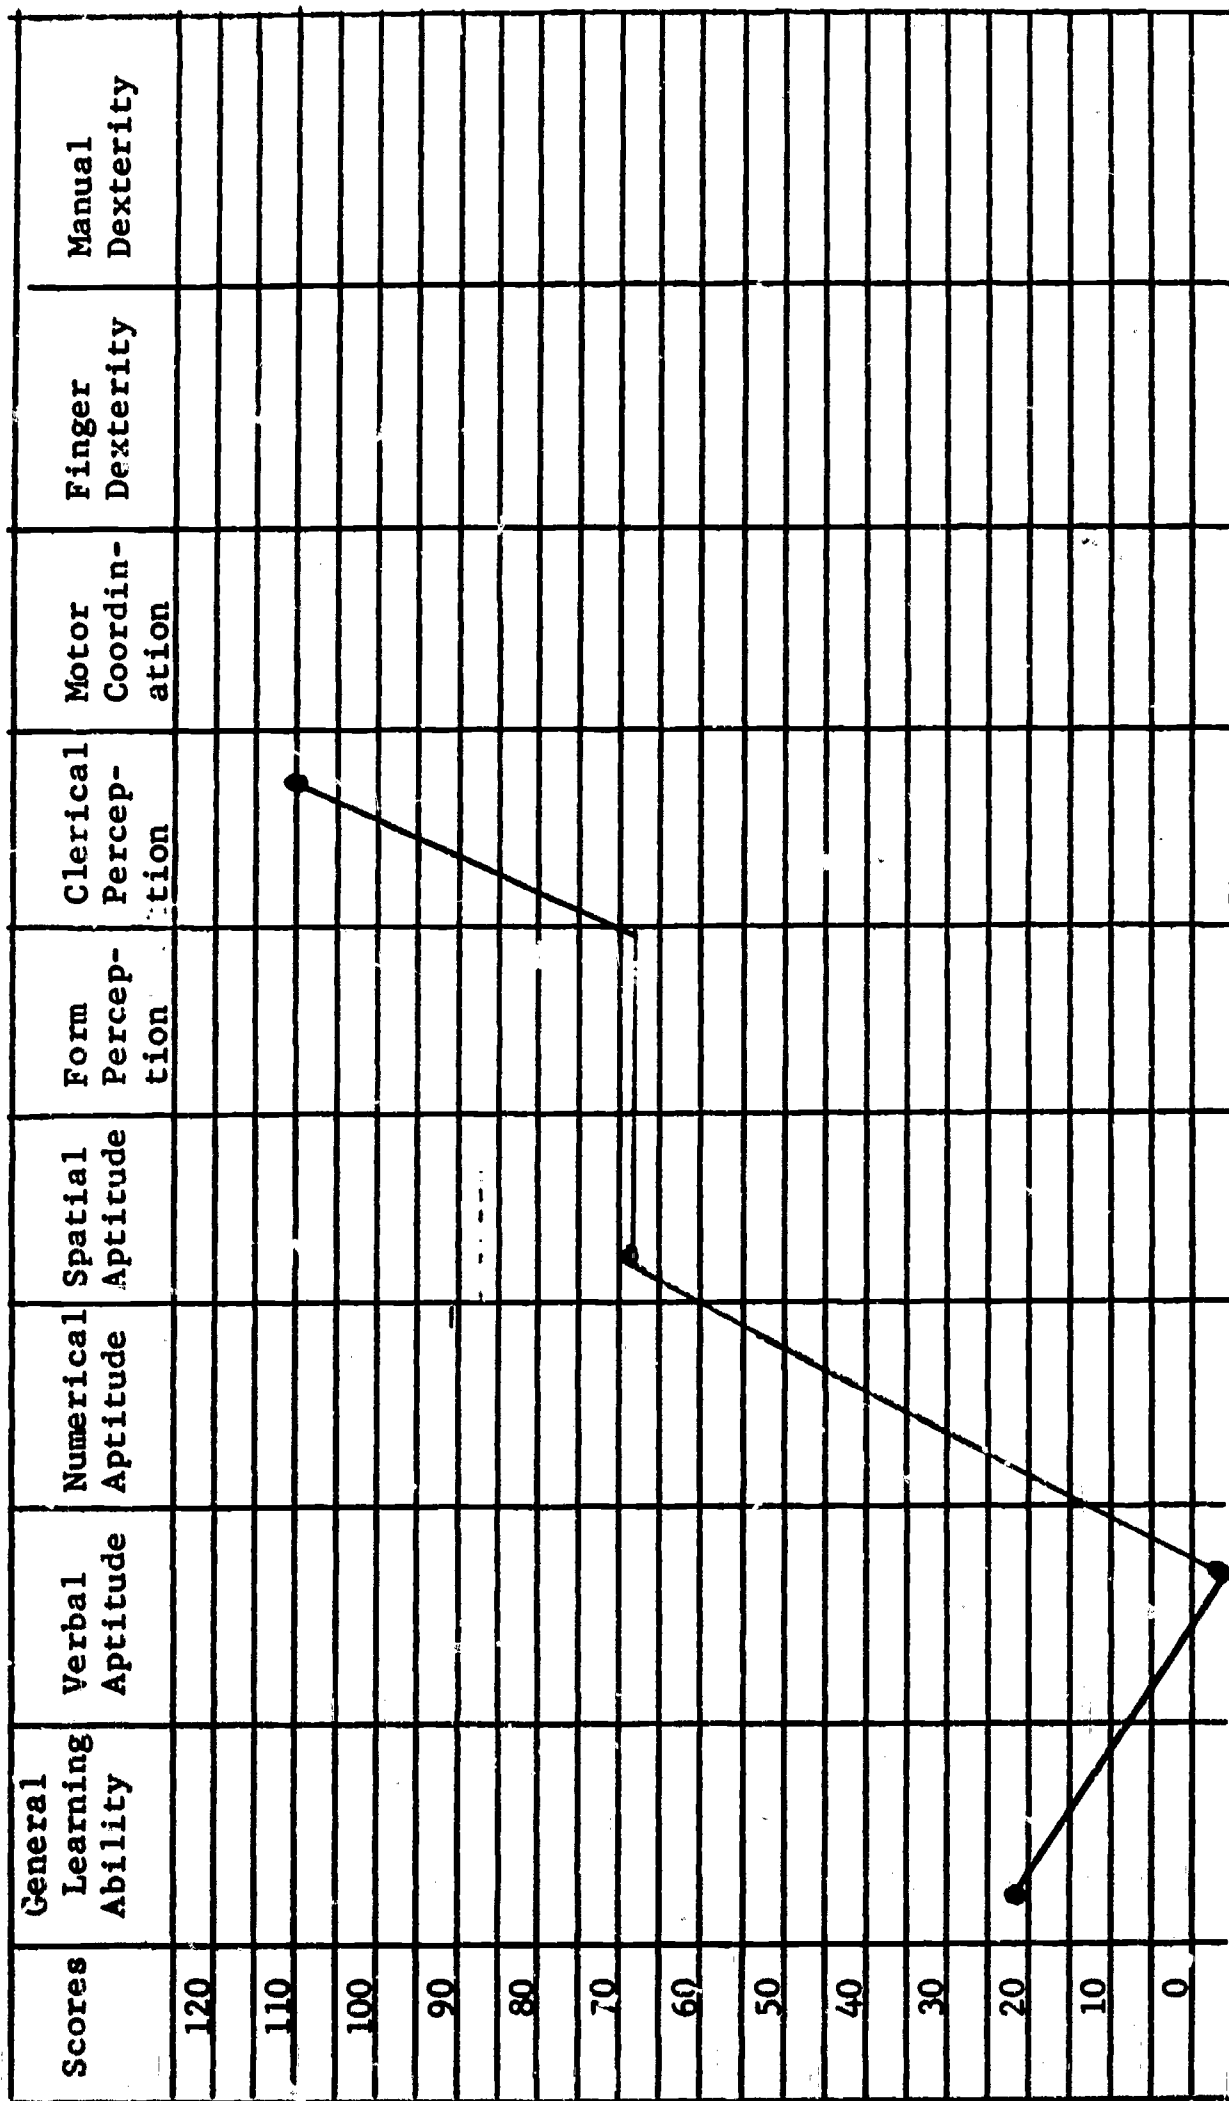 Scores
General
Learning
Ability
Verbal
Aptitude
Numerical
Aptitude
Spatial
Aptitude
Form
Percep-
tion
Clerical
Percep-
tion
Motor
Coordin-
ation
Finger
Dexterity
Manual
Dexterity
120
110
100
90
80
70
60
50
40
30
20
10
0